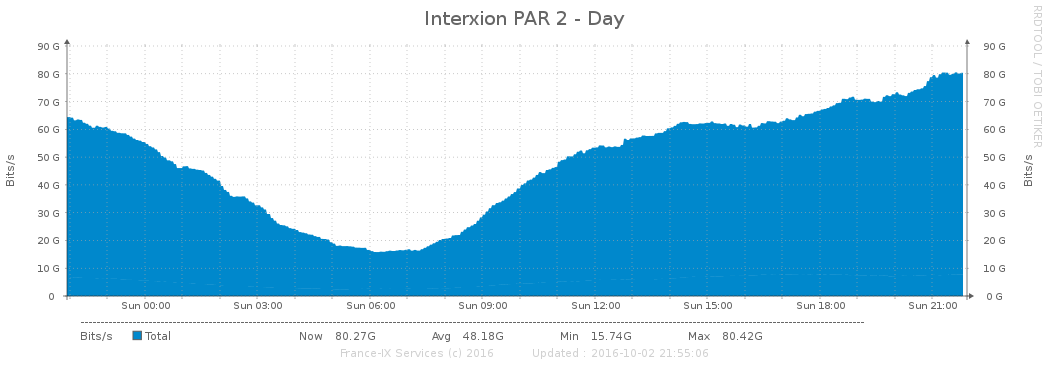 Interxion PAR 2 - Day
RRDTOOL / TOBI OETIKER
90 G 90 G
80 G 80 G
70 G 70 G
60 G 60 G
50 G 50 G
40 G 40 G
30 G 30 G
20 G 20 G
10 G 10 G
0 0 G
Bits/s
Bits/s
Sun 00:00 Sun 03:00 Sun 06:00 Sun 09:00 Sun 12:00 Sun 15:00 Sun 18:00 Sun 21:00
Bits/s Total Now 80.27G Avg 48.18G Min 15.74G Max 80.42G
France-IX Services (c) 2016 Updated : 2016-10-02 21:55:06